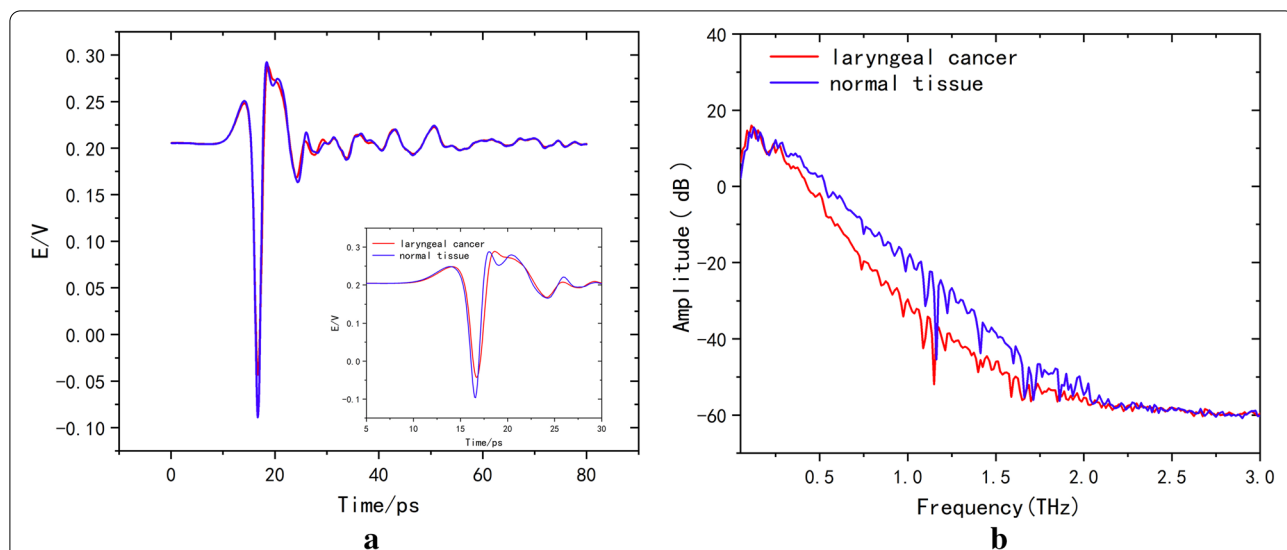 0.30
0.25
0.20
0.15
0.10
0.05
0.00
-0.05
-0.10
E/V
0 20 40 60 80
Time/ps
laryngeal cancer
normal tissue
0.3
0.2
0.1
0.0
-0.1
E/V
5 10 15 20 25 30
Time/ps
a
40
20
0
-20
-40
-60
Amplitude( dB)
laryngeal cancer
normal tissue
0.5 1.0 1.5 2.0 2.5 3.0
Frequency(THz)
b